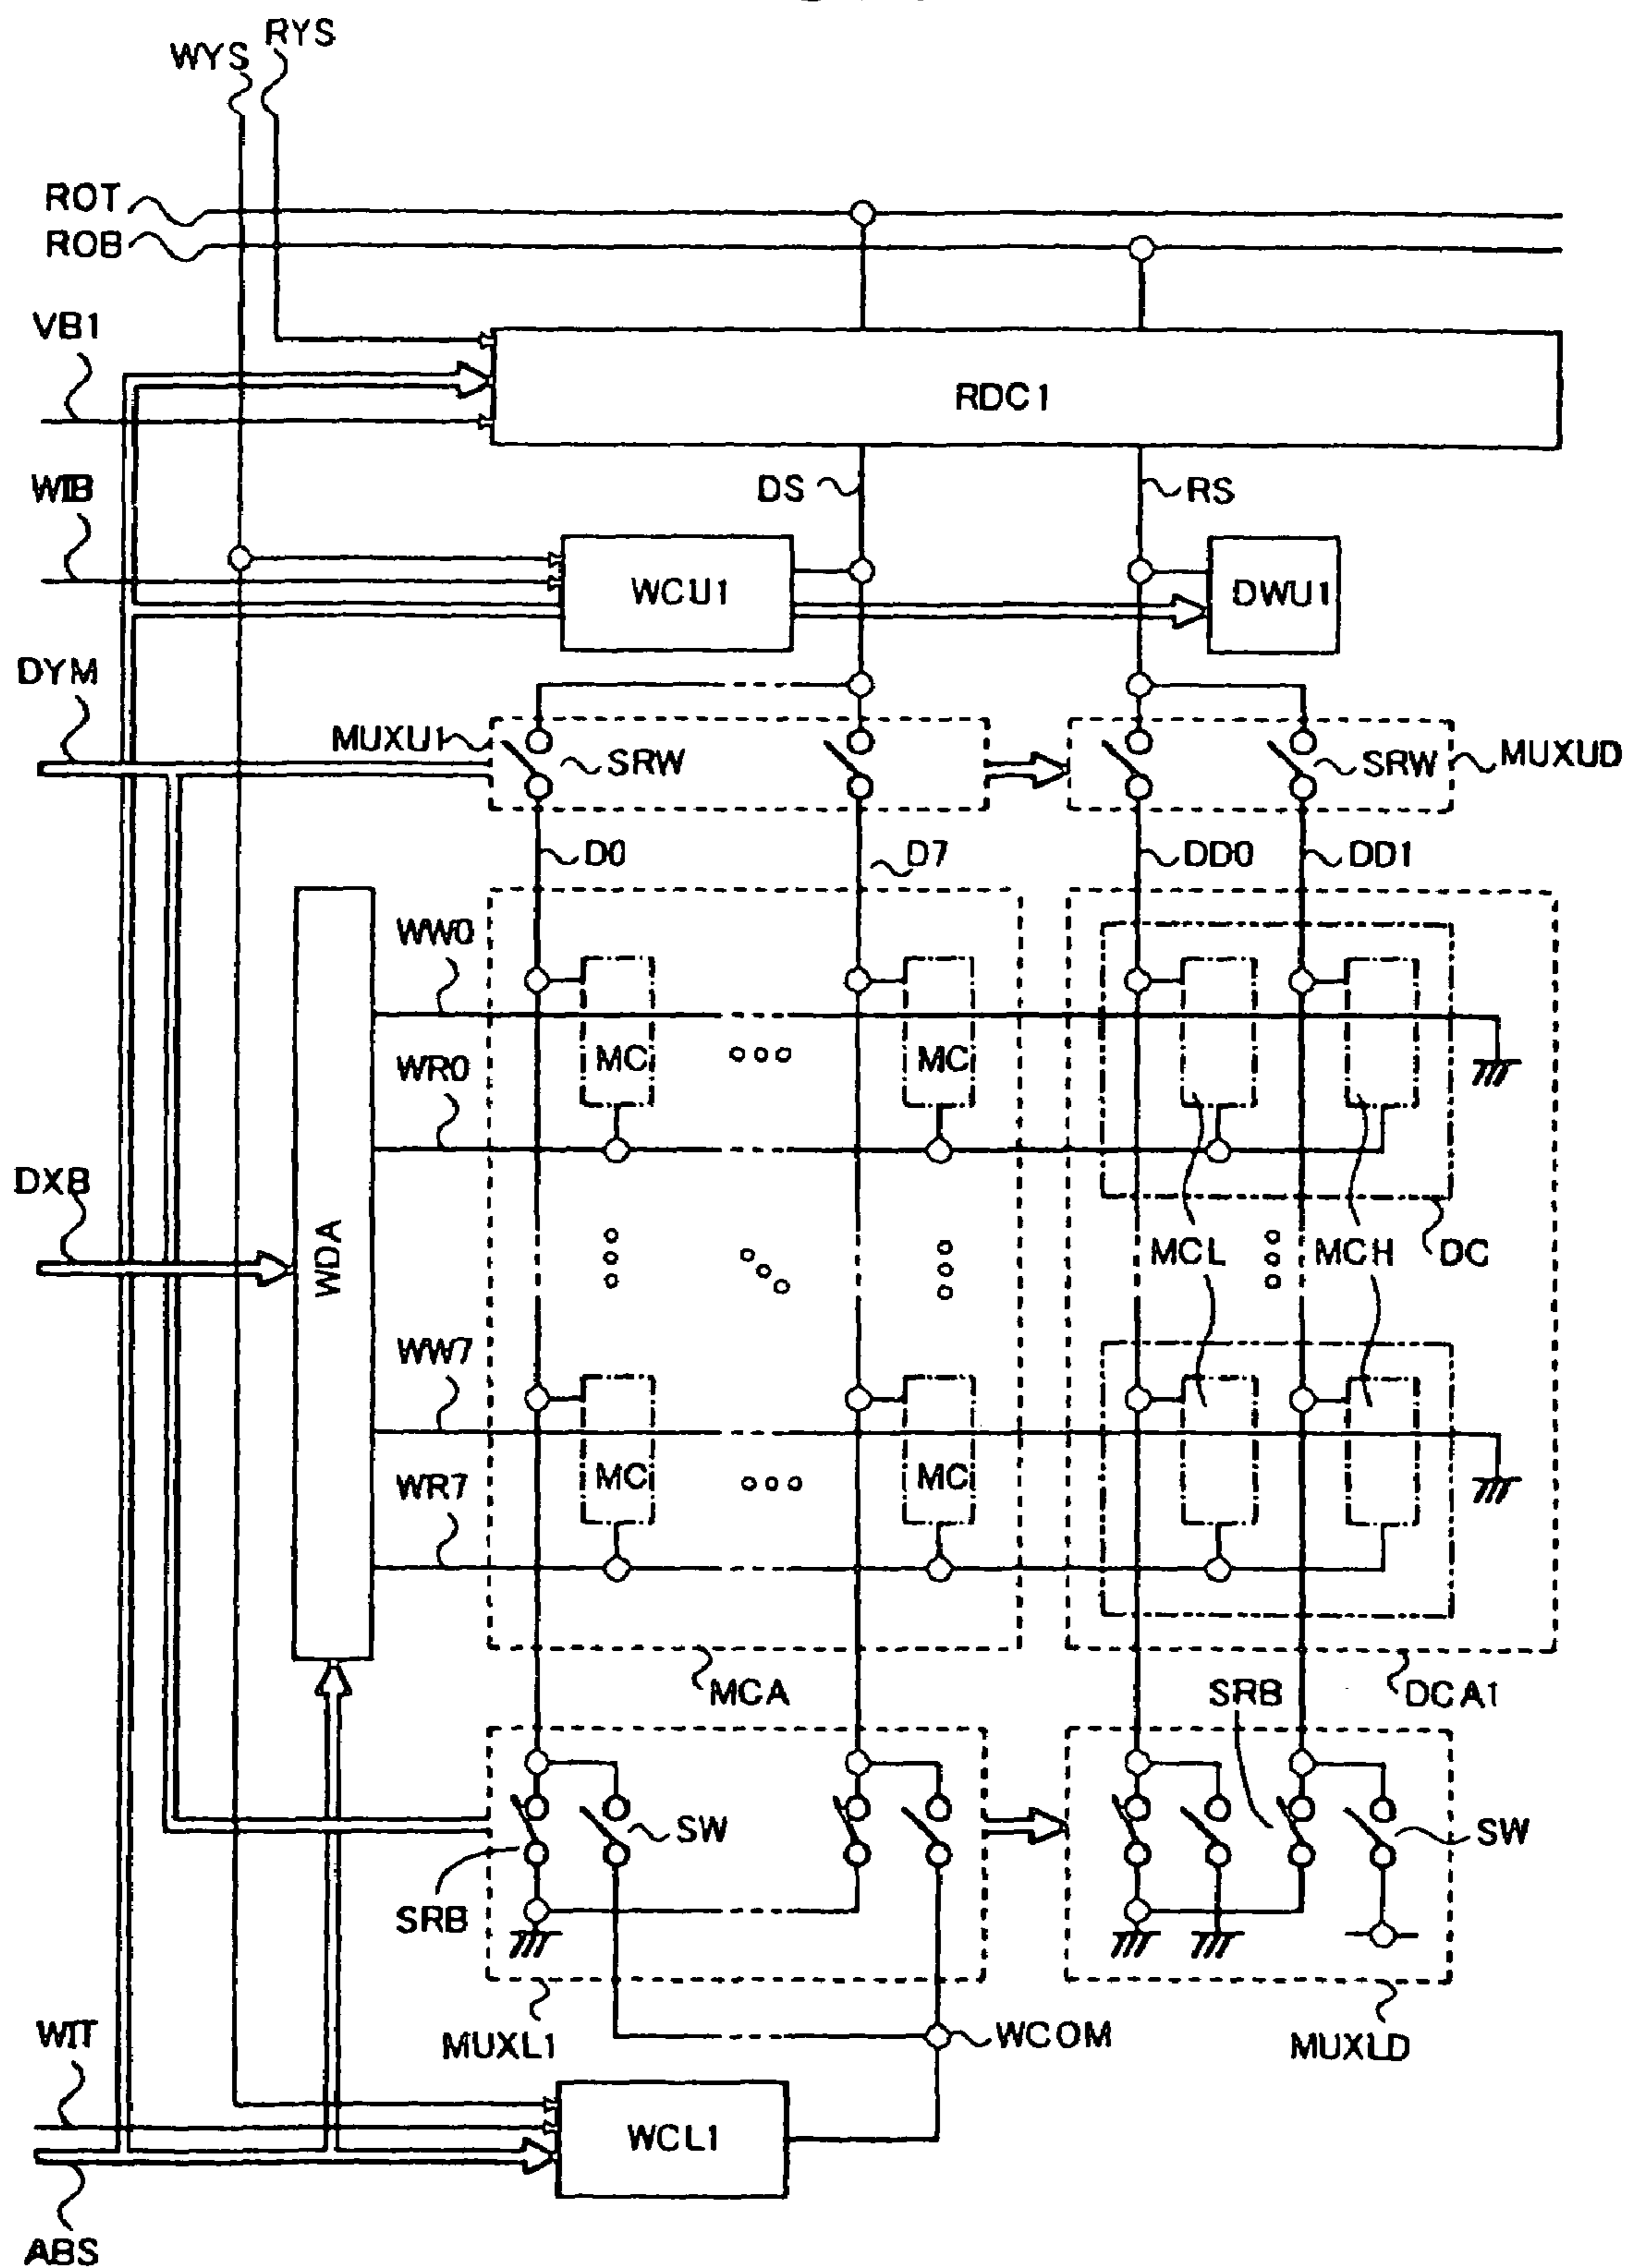 WYS
RYS
ROT
ROB
VB1
RDC1
WIB
DS
RS
WCU1
DWU1
DYM
MUXU1
SRW
SRW
MUXUD
D0
D7
DD0
DD1
WW0
MC
MC
WR0
DXB
WDA
MCL
MCH
DC
WW7
MC
MC
WR7
MCA
SRB
DCA1
SW
SW
SRB
WIT
MUXL1
WCOM
MUXLD
WCL1
ABS